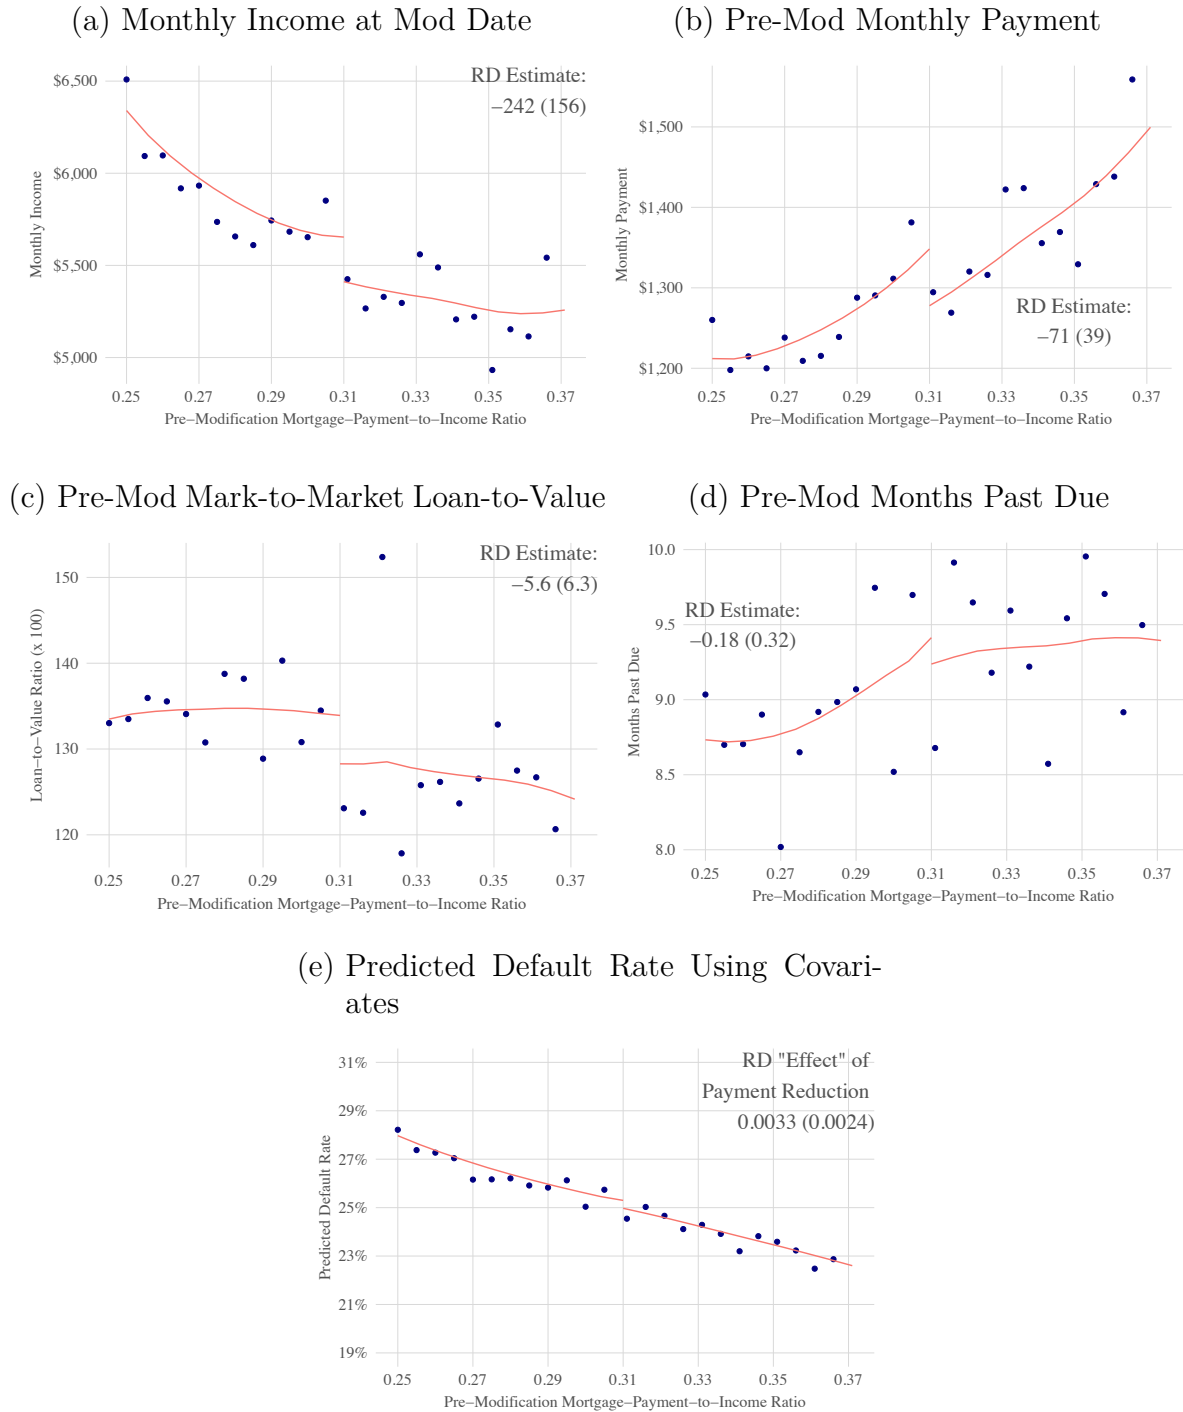 (a) Monthly Income at Mod Date
$6,500
$6,000
$5,500
$5,000
Monthly Income
RD Estimate:
−242 (156)
0.25 0.27 0.29 0.31 0.33 0.35 0.37
Pre−Modification Mortgage−Payment−to−Income Ratio
(b) Pre-Mod Monthly Payment
$1,500
$1,400
$1,300
$1,200
Monthly Payment
RD Estimate:
−71 (39)
0.25 0.27 0.29 0.31 0.33 0.35 0.37
Pre−Modification Mortgage−Payment−to−Income Ratio
(c) Pre-Mod Mark-to-Market Loan-to-Value
150
140
130
120
Loan−to−Value Ratio (x 100)
RD Estimate:
−5.6 (6.3)
0.25 0.27 0.29 0.31 0.33 0.35 0.37
Pre−Modification Mortgage−Payment−to−Income Ratio
(d) Pre-Mod Months Past Due
10.0
9.5
9.0
8.5
8.0
Months Past Due
RD Estimate:
−0.18 (0.32)
0.25 0.27 0.29 0.31 0.33 0.35 0.37
Pre−Modification Mortgage−Payment−to−Income Ratio
(e) Predicted Default Rate Using Covari-
ates
31%
29%
27%
25%
23%
21%
19%
Predicted Default Rate
RD "Effect" of
Payment Reduction
0.0033 (0.0024)
0.25 0.27 0.29 0.31 0.33 0.35 0.37
Pre−Modification Mortgage−Payment−to−Income Ratio